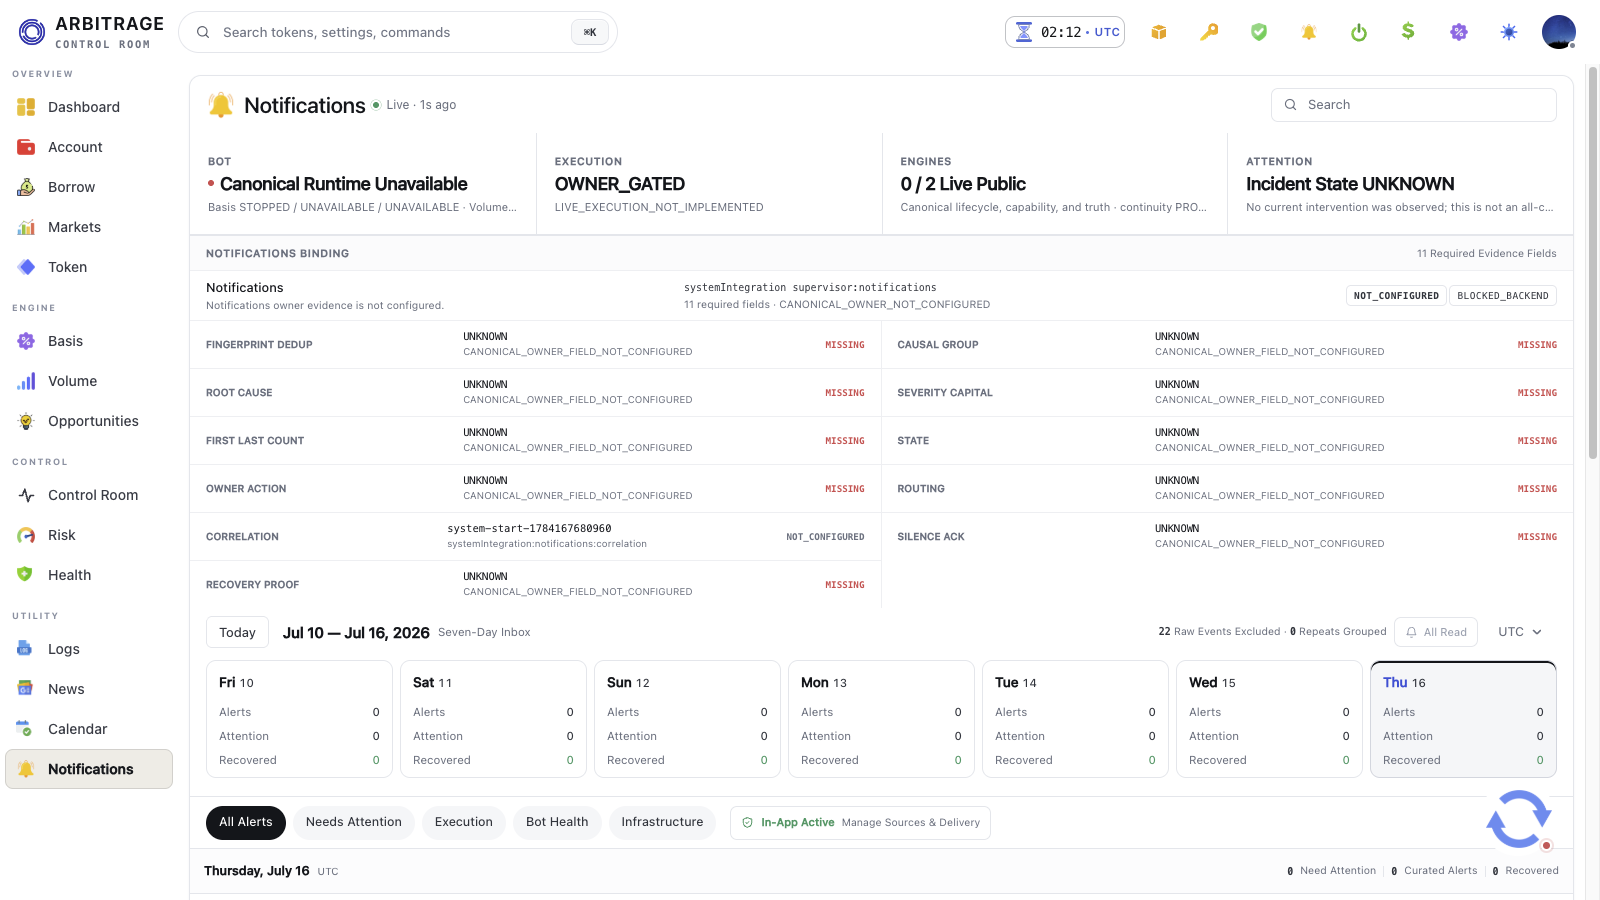 ARBITRAGE
CONTROL ROOM
Search tokens, settings, commands
⌘K
02:12 • UTC
OVERVIEW
Dashboard
Account
Borrow
Markets
Token
ENGINE
Basis
Volume
Opportunities
CONTROL
Control Room
Risk
Health
UTILITY
Logs
News
Calendar
Notifications
Notifications
Live · 1s ago
Search
BOT
Canonical Runtime Unavailable
Basis STOPPED / UNAVAILABLE / UNAVAILABLE · Volume...
EXECUTION
OWNER_GATED
LIVE_EXECUTION_NOT_IMPLEMENTED
ENGINES
0 / 2 Live Public
Canonical lifecycle, capability, and truth · continuity PRO...
ATTENTION
Incident State UNKNOWN
No current intervention was observed; this is not an all-c...
NOTIFICATIONS BINDING
11 Required Evidence Fields
Notifications
Notifications owner evidence is not configured.
systemIntegration supervisor:notifications
11 required fields · CANONICAL_OWNER_NOT_CONFIGURED
NOT_CONFIGURED
BLOCKED_BACKEND
FINGERPRINT DEDUP
UNKNOWN
CANONICAL_OWNER_FIELD_NOT_CONFIGURED
MISSING
CAUSAL GROUP
UNKNOWN
CANONICAL_OWNER_FIELD_NOT_CONFIGURED
MISSING
ROOT CAUSE
UNKNOWN
CANONICAL_OWNER_FIELD_NOT_CONFIGURED
MISSING
SEVERITY CAPITAL
UNKNOWN
CANONICAL_OWNER_FIELD_NOT_CONFIGURED
MISSING
FIRST LAST COUNT
UNKNOWN
CANONICAL_OWNER_FIELD_NOT_CONFIGURED
MISSING
STATE
UNKNOWN
CANONICAL_OWNER_FIELD_NOT_CONFIGURED
MISSING
OWNER ACTION
UNKNOWN
CANONICAL_OWNER_FIELD_NOT_CONFIGURED
MISSING
ROUTING
UNKNOWN
CANONICAL_OWNER_FIELD_NOT_CONFIGURED
MISSING
CORRELATION
system-start-1784167680960
systemIntegration:notifications:correlation
NOT_CONFIGURED
SILENCE ACK
UNKNOWN
CANONICAL_OWNER_FIELD_NOT_CONFIGURED
MISSING
RECOVERY PROOF
UNKNOWN
CANONICAL_OWNER_FIELD_NOT_CONFIGURED
MISSING
Today
Jul 10 — Jul 16, 2026
Seven-Day Inbox
22 Raw Events Excluded · 0 Repeats Grouped
All Read
UTC
Fri 10
Alerts 0
Attention 0
Recovered 0
Sat 11
Alerts 0
Attention 0
Recovered 0
Sun 12
Alerts 0
Attention 0
Recovered 0
Mon 13
Alerts 0
Attention 0
Recovered 0
Tue 14
Alerts 0
Attention 0
Recovered 0
Wed 15
Alerts 0
Attention 0
Recovered 0
Thu 16
Alerts 0
Attention 0
Recovered 0
All Alerts
Needs Attention
Execution
Bot Health
Infrastructure
In-App Active Manage Sources & Delivery
Thursday, July 16 UTC
0 Need Attention
0 Curated Alerts
0 Recovered